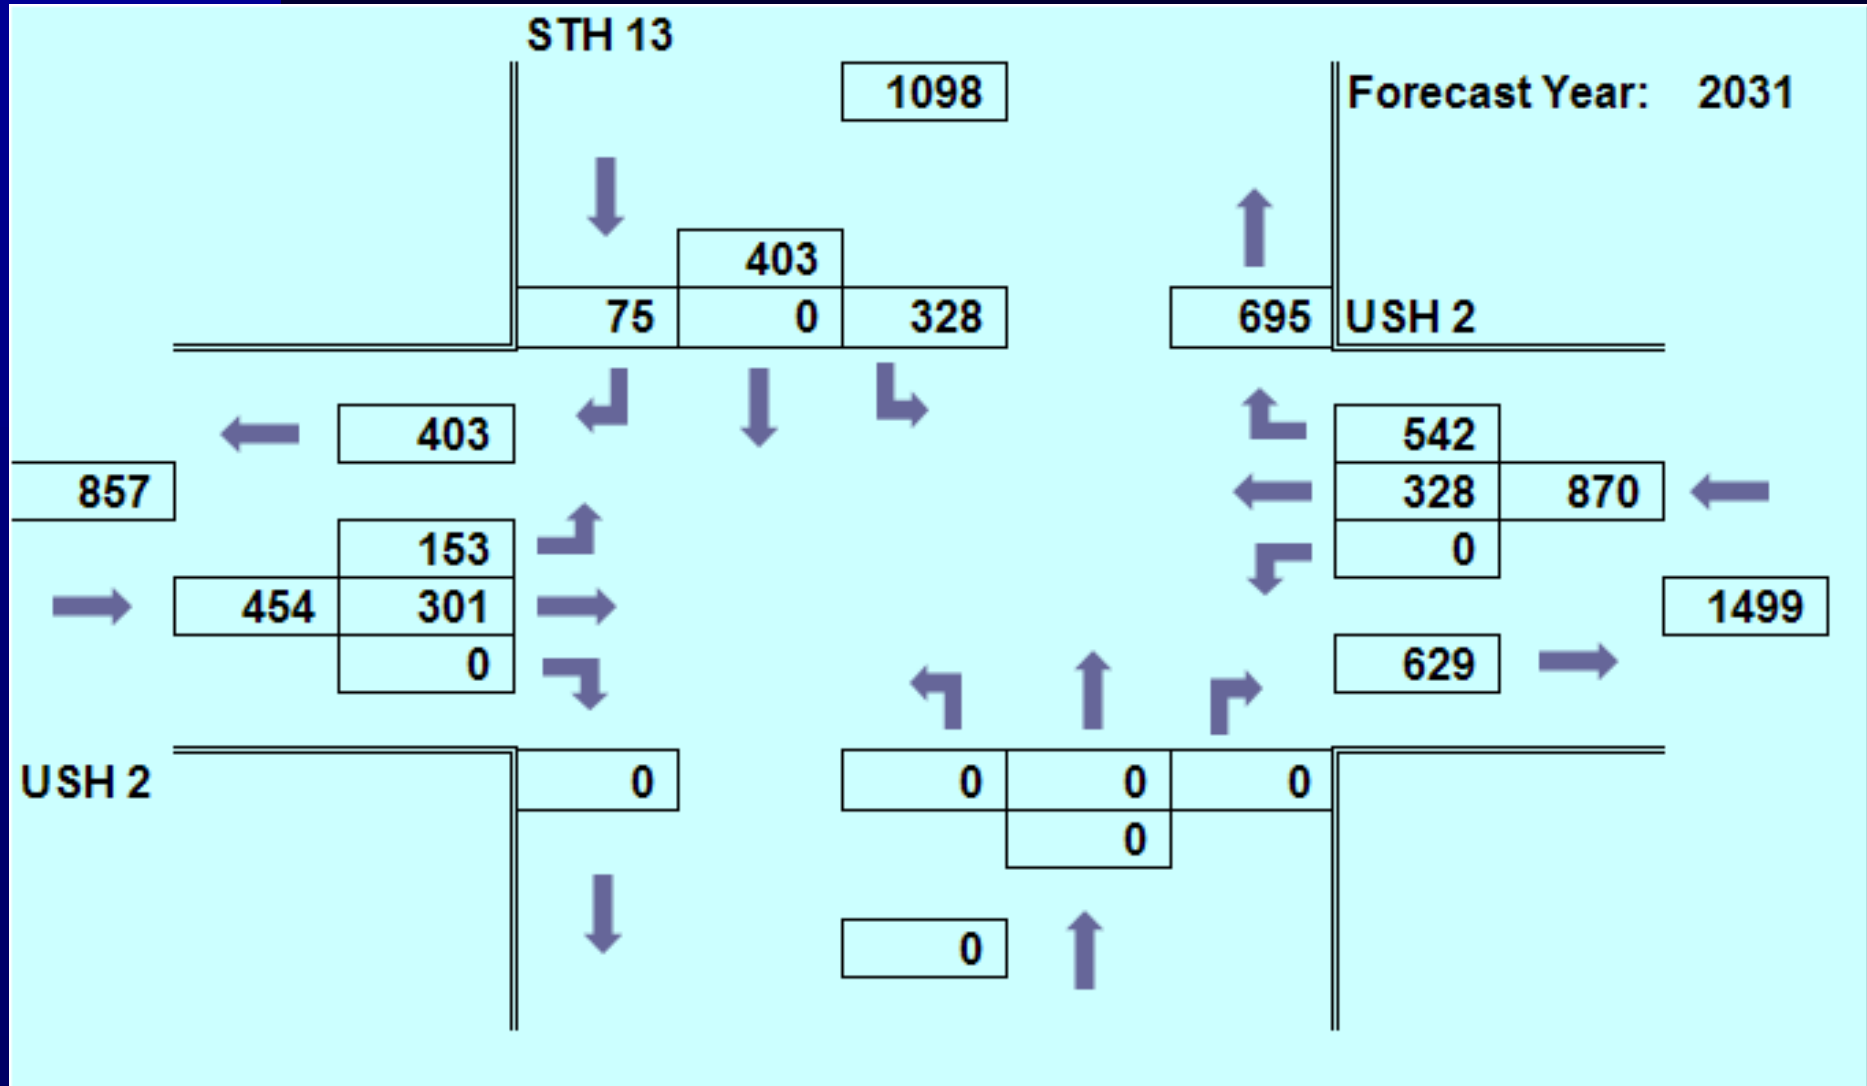 STH 13
1098 Forecast Year: 2031
403
75 0 328 695 USH 2
403 542
857 328 870
153 0
454 301 1499
0 629
USH 2 0 0 0 0
0
0